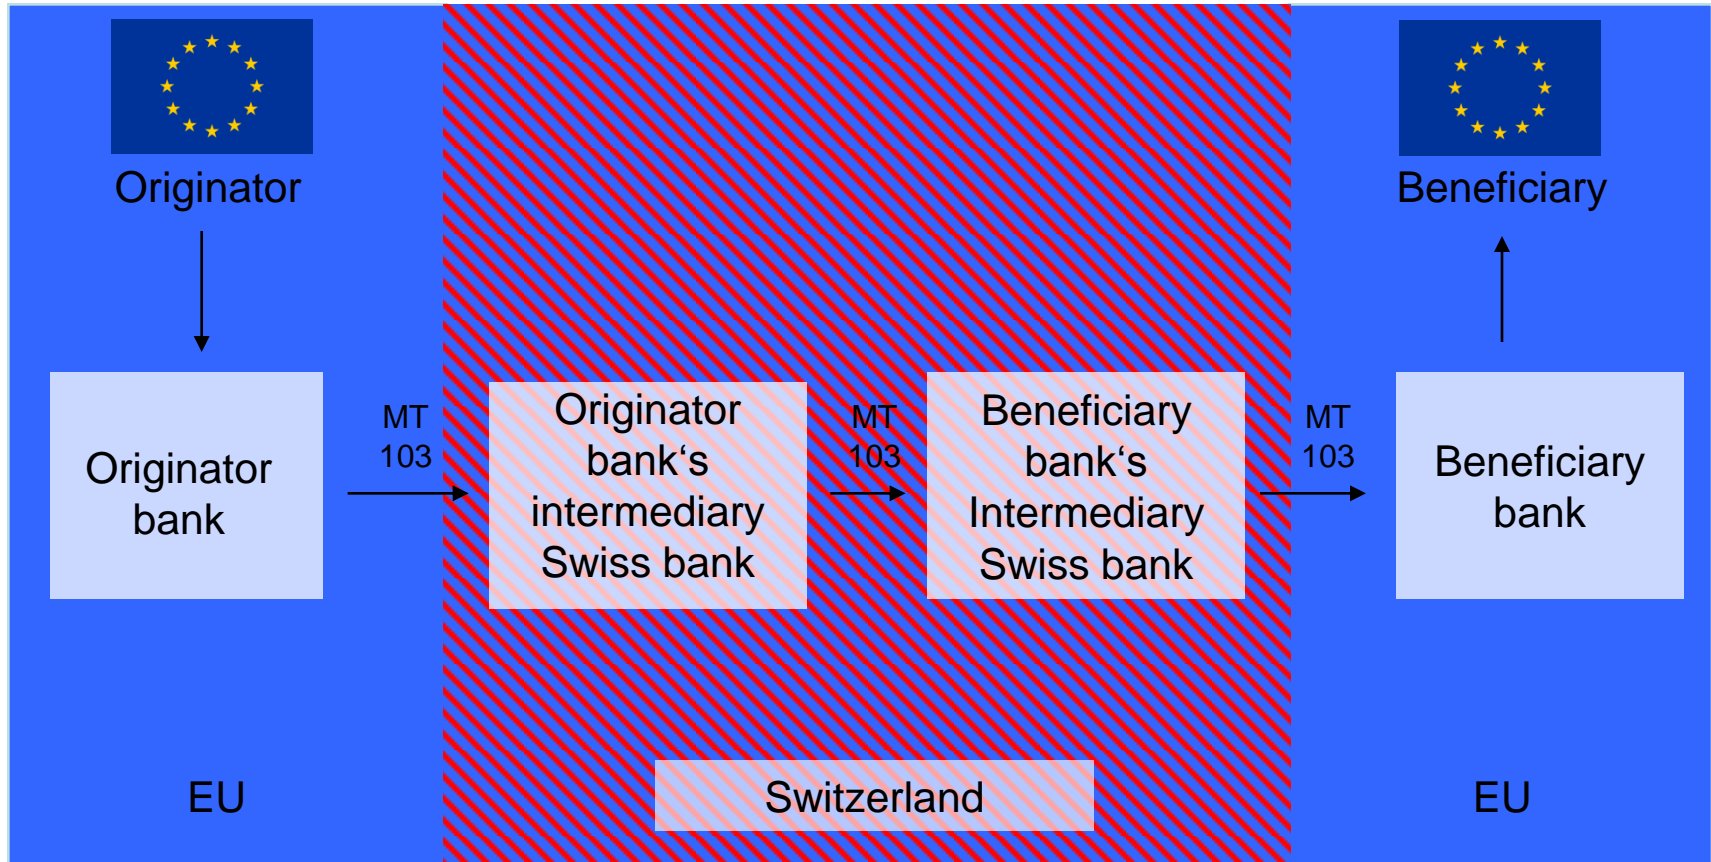 Originator
Beneficiary
Originator
bank
MT
103
Originator
bank‘s
intermediary
Swiss bank
MT
103
Beneficiary
bank‘s
Intermediary
Swiss bank
MT
103
Beneficiary
bank
EU
Switzerland
EU